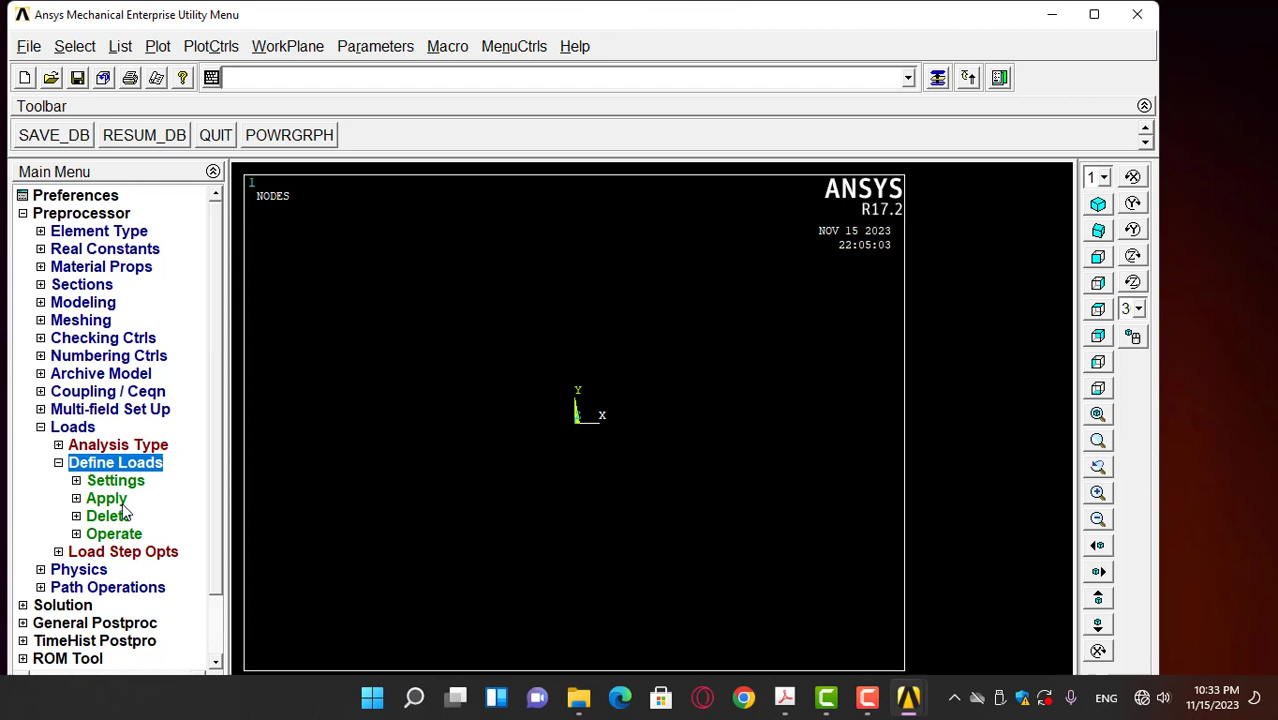 Ansys Mechanical Enterprise Utility Menu
File Select List Plot PlotCtrls WorkPlane Parameters Macro MenuCtrls Help
Toolbar
SAVE_DB RESUM_DB QUIT POWRGRPH
Main Menu
Preferences
Preprocessor
Element Type
Real Constants
Material Props
Sections
Modeling
Meshing
Checking Ctrls
Numbering Ctrls
Archive Model
Coupling / Ceqn
Multi-field Set Up
Loads
Analysis Type
Define Loads
Settings
Apply
Delete
Operate
Load Step Opts
Physics
Path Operations
Solution
General Postproc
TimeHist Postpro
ROM Tool
1
NODES
ANSYS
R17.2
NOV 15 2023
22:05:03
Y
X
1
3
ENG
10:33 PM
11/15/2023